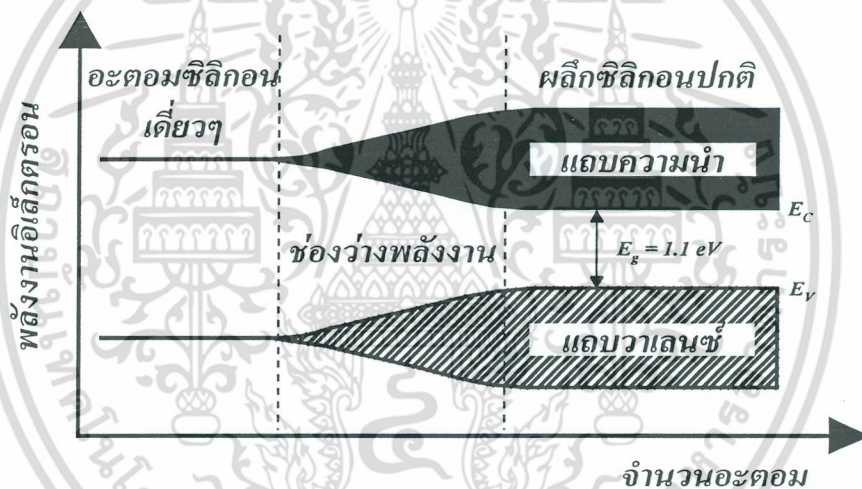 อะตอมซิลิกอน
เดี่ยวๆ
ผลึกซิลิกอนปกติ
พลังงานอิเล็กตรอน
แถบความนำ
E_C
ช่องว่างพลังงาน
E_g = 1.1 eV
E_V
แถบวาเลนซ์
จำนวนอะตอม